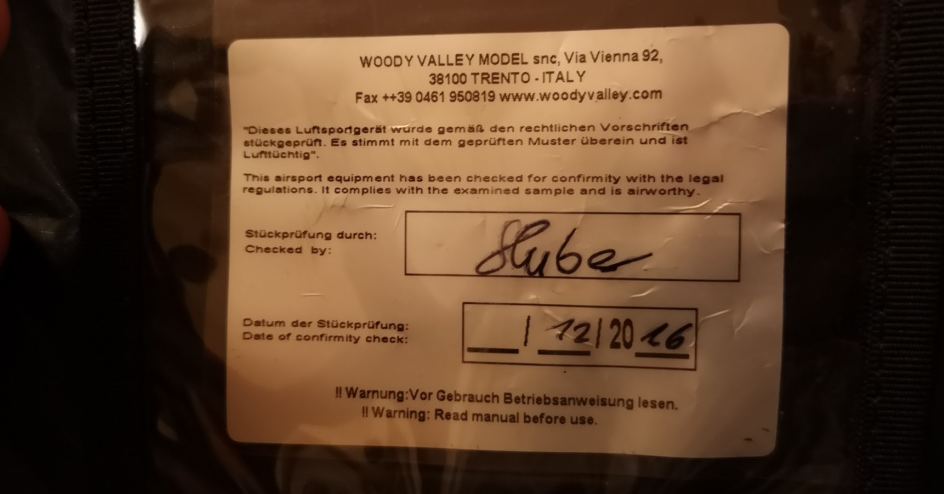 WOODY VALLEY MODEL snc, Via Vienna 92,
38100 TRENTO - ITALY
Fax ++39 0461 950819 www.woodyvalley.com
"Dieses Luftsportgerät wurde gemäß den rechtlichen Vorschriften
stückgeprüft. Es stimmt mit dem geprüften Muster überein und ist
Lufttüchtig".
This airsport equipment has been checked for confirmity with the legal
regulations. It complies with the examined sample and is airworthy.
Stückprüfung durch:
Checked by:
Huber
Datum der Stückprüfung:
Date of confirmity check:
__ / 12 / 20 16
!! Warnung:Vor Gebrauch Betriebsanweisung lesen.
!! Warning: Read manual before use.